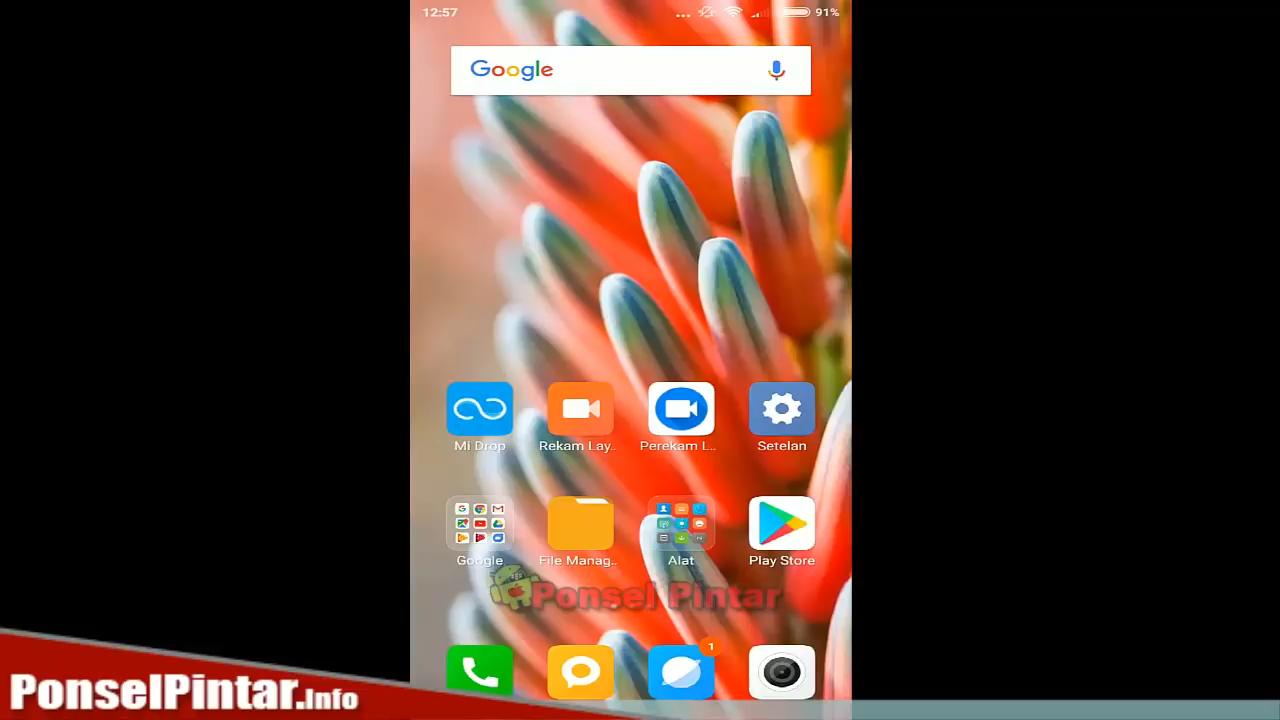 12:57
91%
Google
Mi Drop
Rekam Lay..
Perekam L...
Setelan
Google
File Manag..
Alat
Play Store
Ponsel Pintar
1
PonselPintar.Info